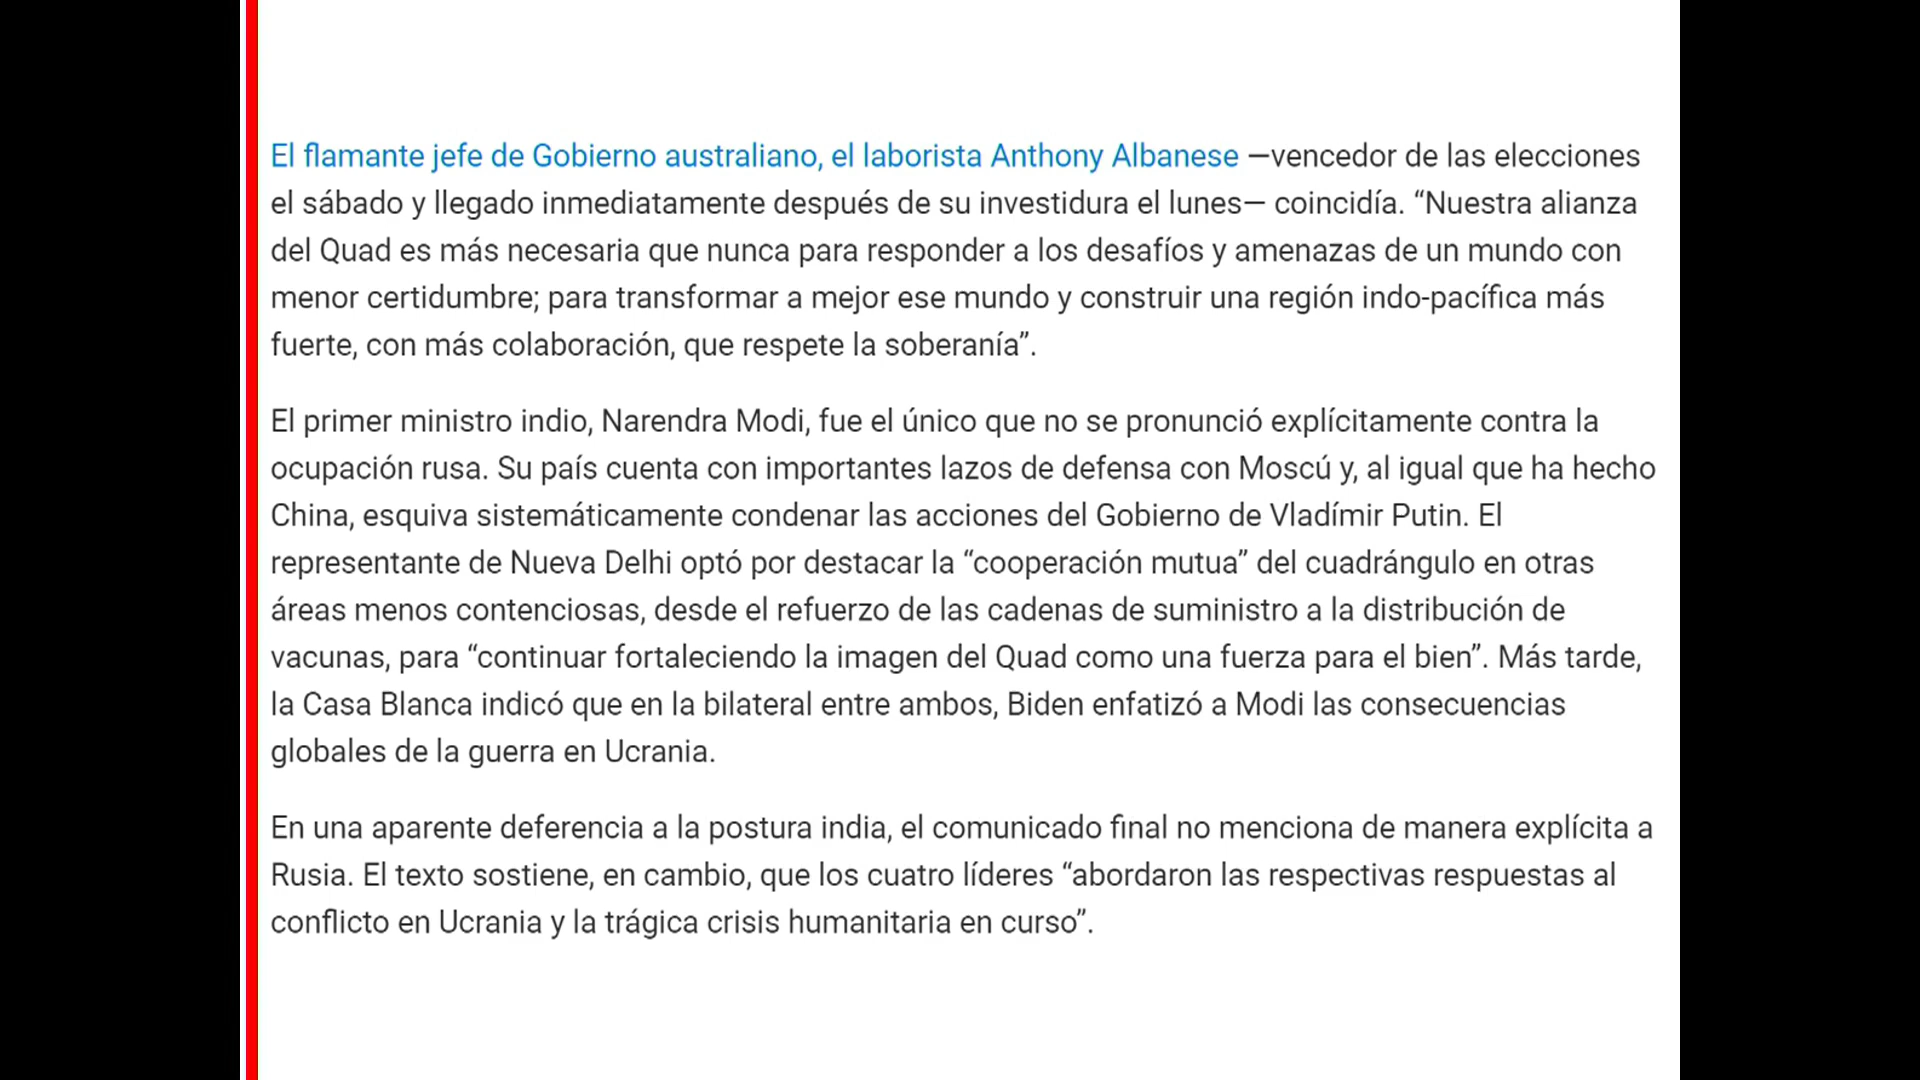 El flamante jefe de Gobierno australiano, el laborista Anthony Albanese —vencedor de las elecciones
el sábado y llegado inmediatamente después de su investidura el lunes— coincidía. “Nuestra alianza
del Quad es más necesaria que nunca para responder a los desafíos y amenazas de un mundo con
menor certidumbre; para transformar a mejor ese mundo y construir una región indo-pacífica más
fuerte, con más colaboración, que respete la soberanía”.
El primer ministro indio, Narendra Modi, fue el único que no se pronunció explícitamente contra la
ocupación rusa. Su país cuenta con importantes lazos de defensa con Moscú y, al igual que ha hecho
China, esquiva sistemáticamente condenar las acciones del Gobierno de Vladímir Putin. El
representante de Nueva Delhi optó por destacar la “cooperación mutua” del cuadrángulo en otras
áreas menos contenciosas, desde el refuerzo de las cadenas de suministro a la distribución de
vacunas, para “continuar fortaleciendo la imagen del Quad como una fuerza para el bien”. Más tarde,
la Casa Blanca indicó que en la bilateral entre ambos, Biden enfatizó a Modi las consecuencias
globales de la guerra en Ucrania.
En una aparente deferencia a la postura india, el comunicado final no menciona de manera explícita a
Rusia. El texto sostiene, en cambio, que los cuatro líderes “abordaron las respectivas respuestas al
conflicto en Ucrania y la trágica crisis humanitaria en curso”.